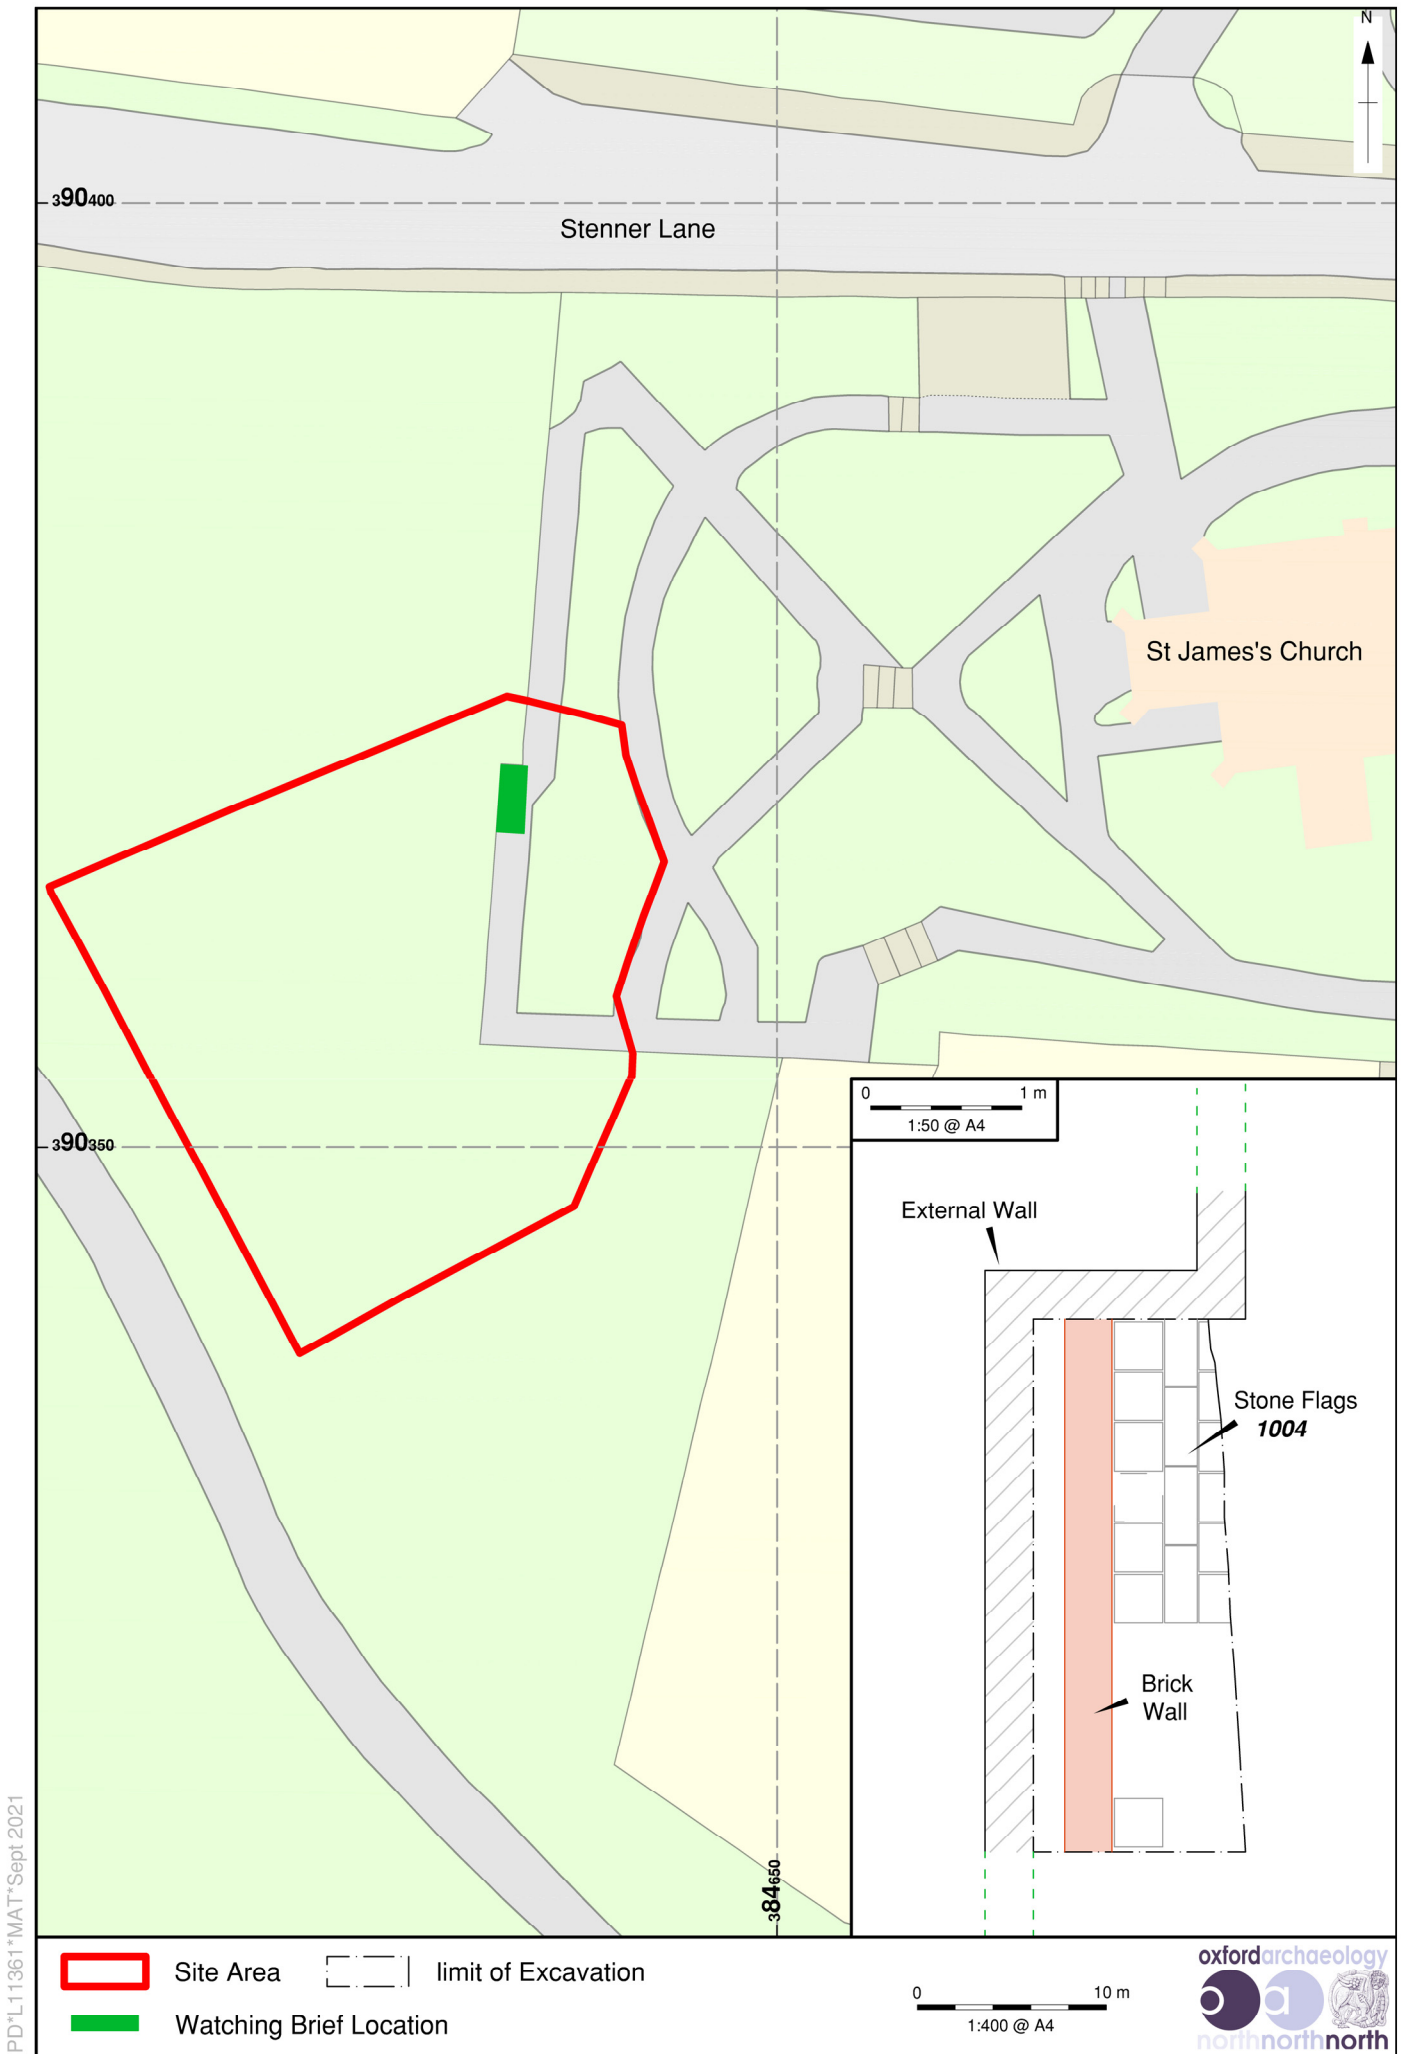 N
390400
Stenner Lane
St James's Church
390350
0 1 m
1:50 @ A4
External Wall
Stone Flags
1004
Brick
Wall
384650
Site Area
limit of Excavation
Watching Brief Location
0 10 m
1:400 @ A4
oxfordarchaeology
o a
northnorthnorth
PD*L11361*MAT*Sept 2021